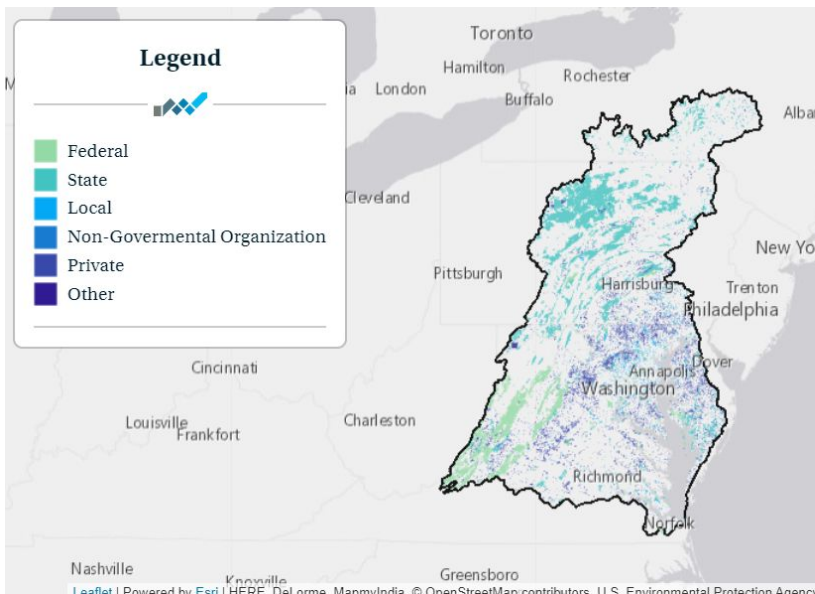 Legend
Federal
State
Local
Non-Govermental Organization
Private
Other
Toronto
Hamilton
Rochester
London
Buffalo
Alba
Cleveland
New Yo
Pittsburgh
Harrisburg
Trenton
Philadelphia
Dover
Annapolis
Washington
Cincinnati
Charleston
Louisville
Frankfort
Richmond
Norfolk
Nashville
Knoxville
Greensboro
Leaflet | Powered by Esri | HERE, DeLorme, MapmyIndia, © OpenStreetMap contributors, U.S. Environmental Protection Agency